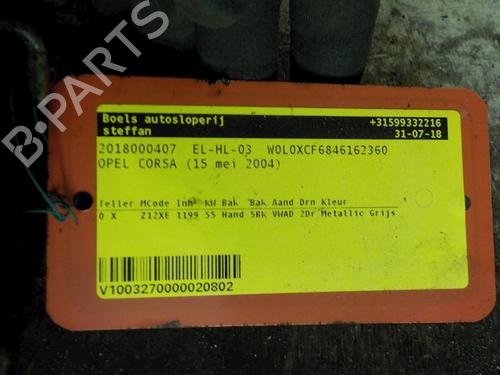 B-PARTS
Boels autosloperij +31599332216
steffan 31-07-18
2018000407 EL-HL-03 W0L0XCF6846162360
OPEL CORSA (15 mei 2004)
Teller MCode Inh kW Bak Bak Aand Drn Kleur
0 X Z12XE 1199 55 Hand 5Bk VWAD 2Dr Metallic Grijs
V1003270000020802